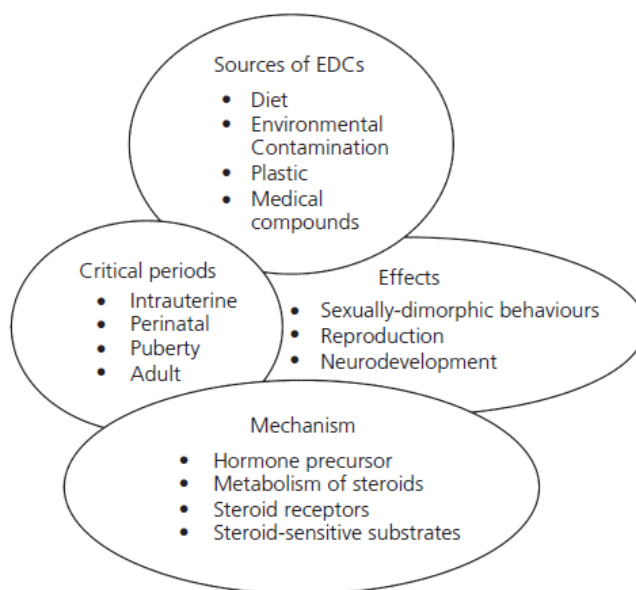 Sources of EDCs
• Diet
• Environmental
Contamination
• Plastic
• Medical
compounds
Critical periods
• Intrauterine
• Perinatal
• Puberty
• Adult
Effects
• Sexually-dimorphic behaviours
• Reproduction
• Neurodevelopment
Mechanism
• Hormone precursor
• Metabolism of steroids
• Steroid receptors
• Steroid-sensitive substrates